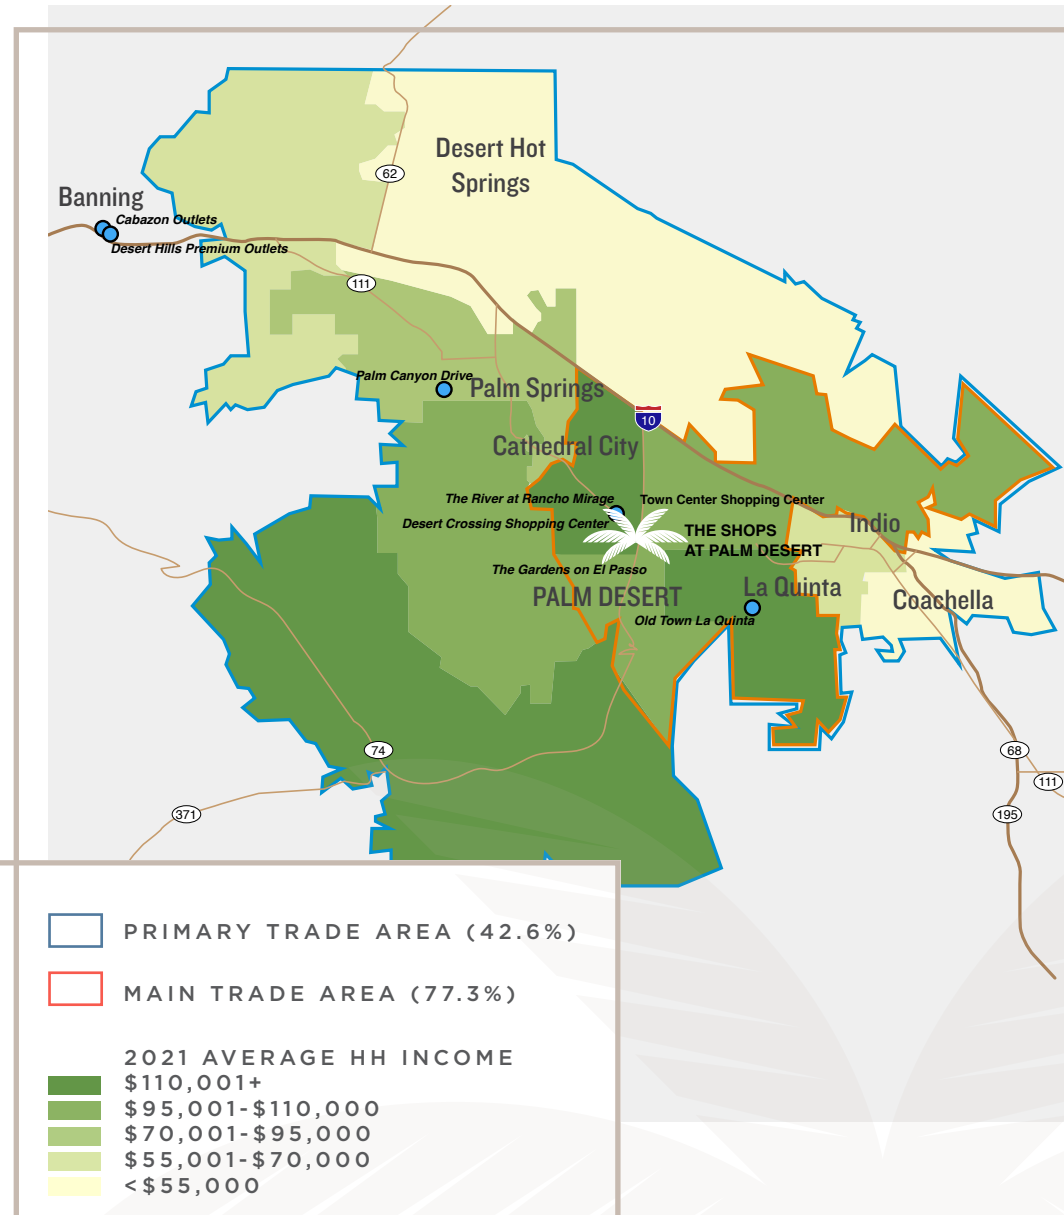 Desert Hot
Springs
62
Banning
Cabazon Outlets
Desert Hills Premium Outlets
111
Palm Canyon Drive
Palm Springs
10
Cathedral City
The River at Rancho Mirage
Town Center Shopping Center
Desert Crossing Shopping Center
THE SHOPS
AT PALM DESERT
Indio
The Gardens on El Passo
PALM DESERT
La Quinta
Coachella
Old Town La Quinta
74
68
111
371
195
PRIMARY TRADE AREA (42.6%)
MAIN TRADE AREA (77.3%)
2021 AVERAGE HH INCOME
$110,001+
$95,001-$110,000
$70,001-$95,000
$55,001-$70,000
<$55,000